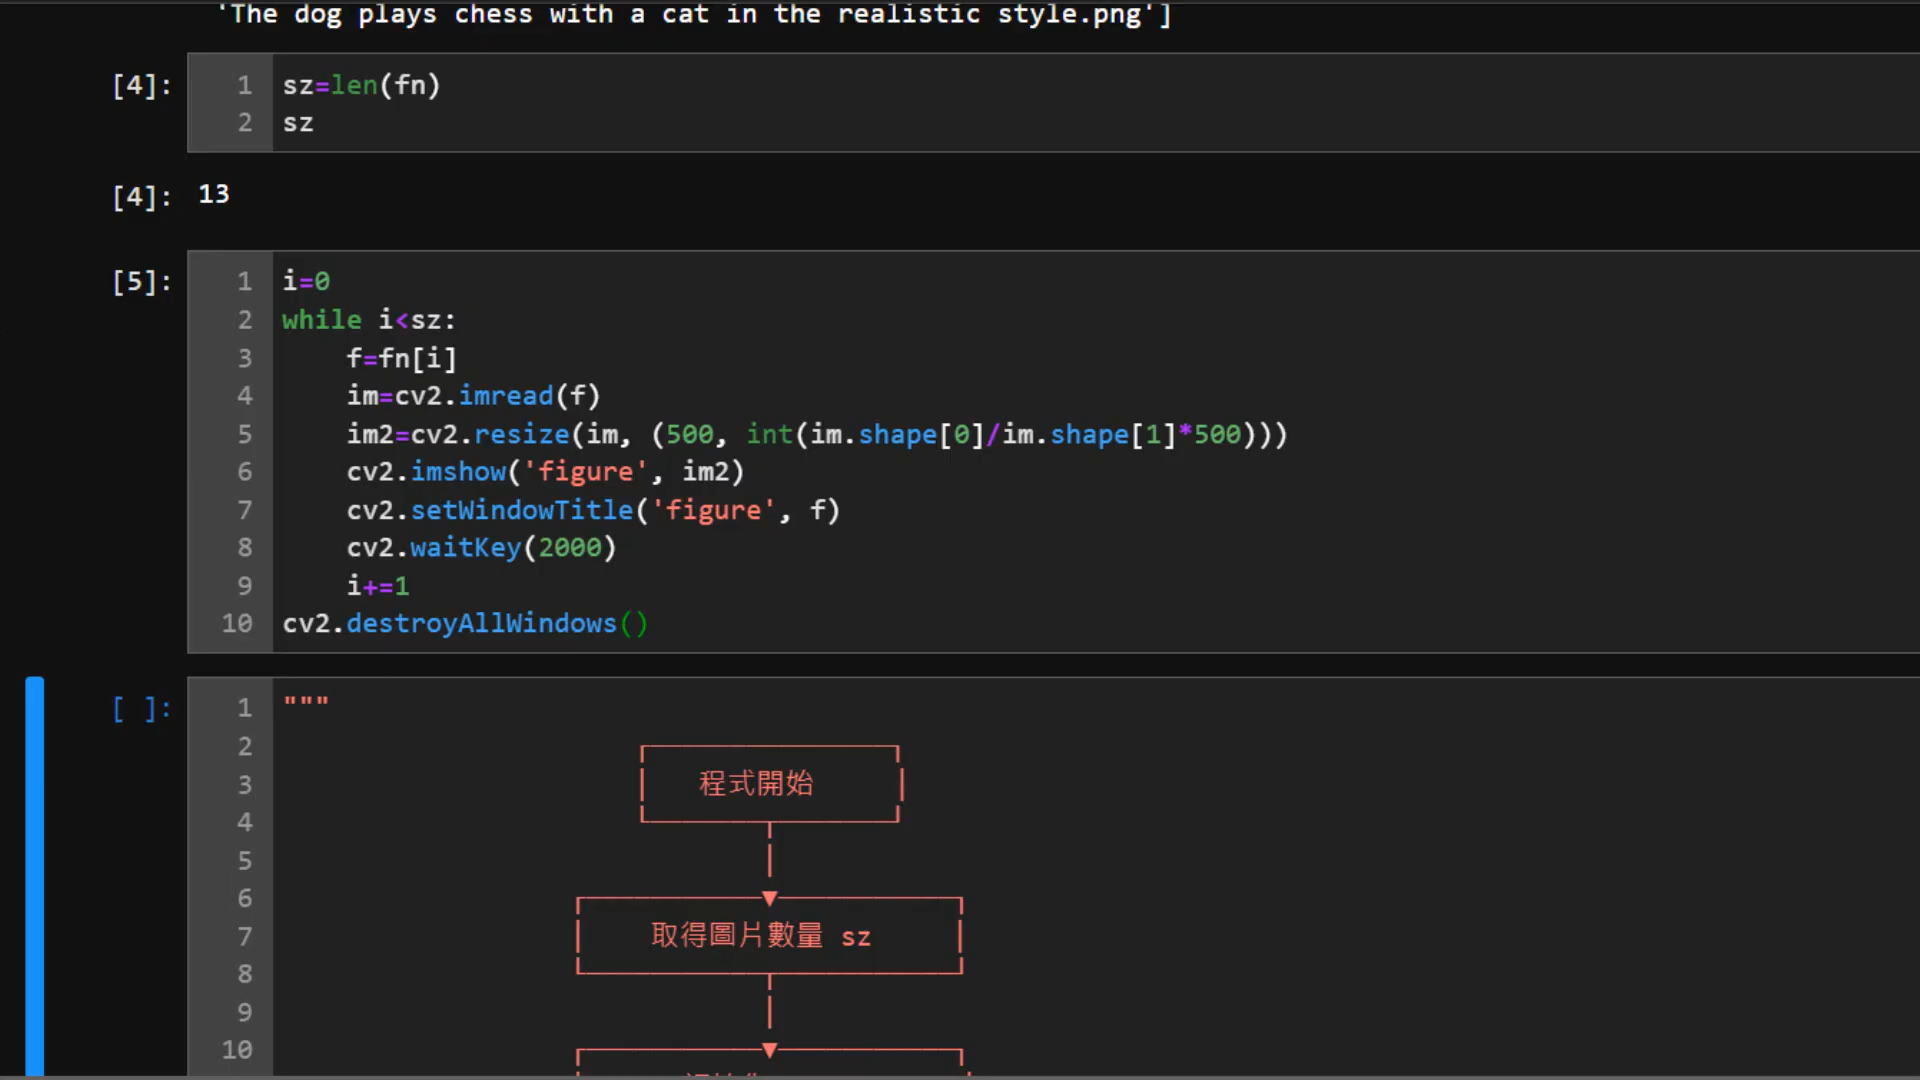 'The dog plays chess with a cat in the realistic style.png']
[4]:
1 sz=len(fn)
2 sz
[4]: 13
[5]:
1 i=0
2 while i<sz:
3     f=fn[i]
4     im=cv2.imread(f)
5     im2=cv2.resize(im, (500, int(im.shape[0]/im.shape[1]*500)))
6     cv2.imshow('figure', im2)
7     cv2.setWindowTitle('figure', f)
8     cv2.waitKey(2000)
9     i+=1
10 cv2.destroyAllWindows()
[ ]:
1 """
2
3 程式開始
4
5
6
7 取得圖片數量 sz
8
9
10